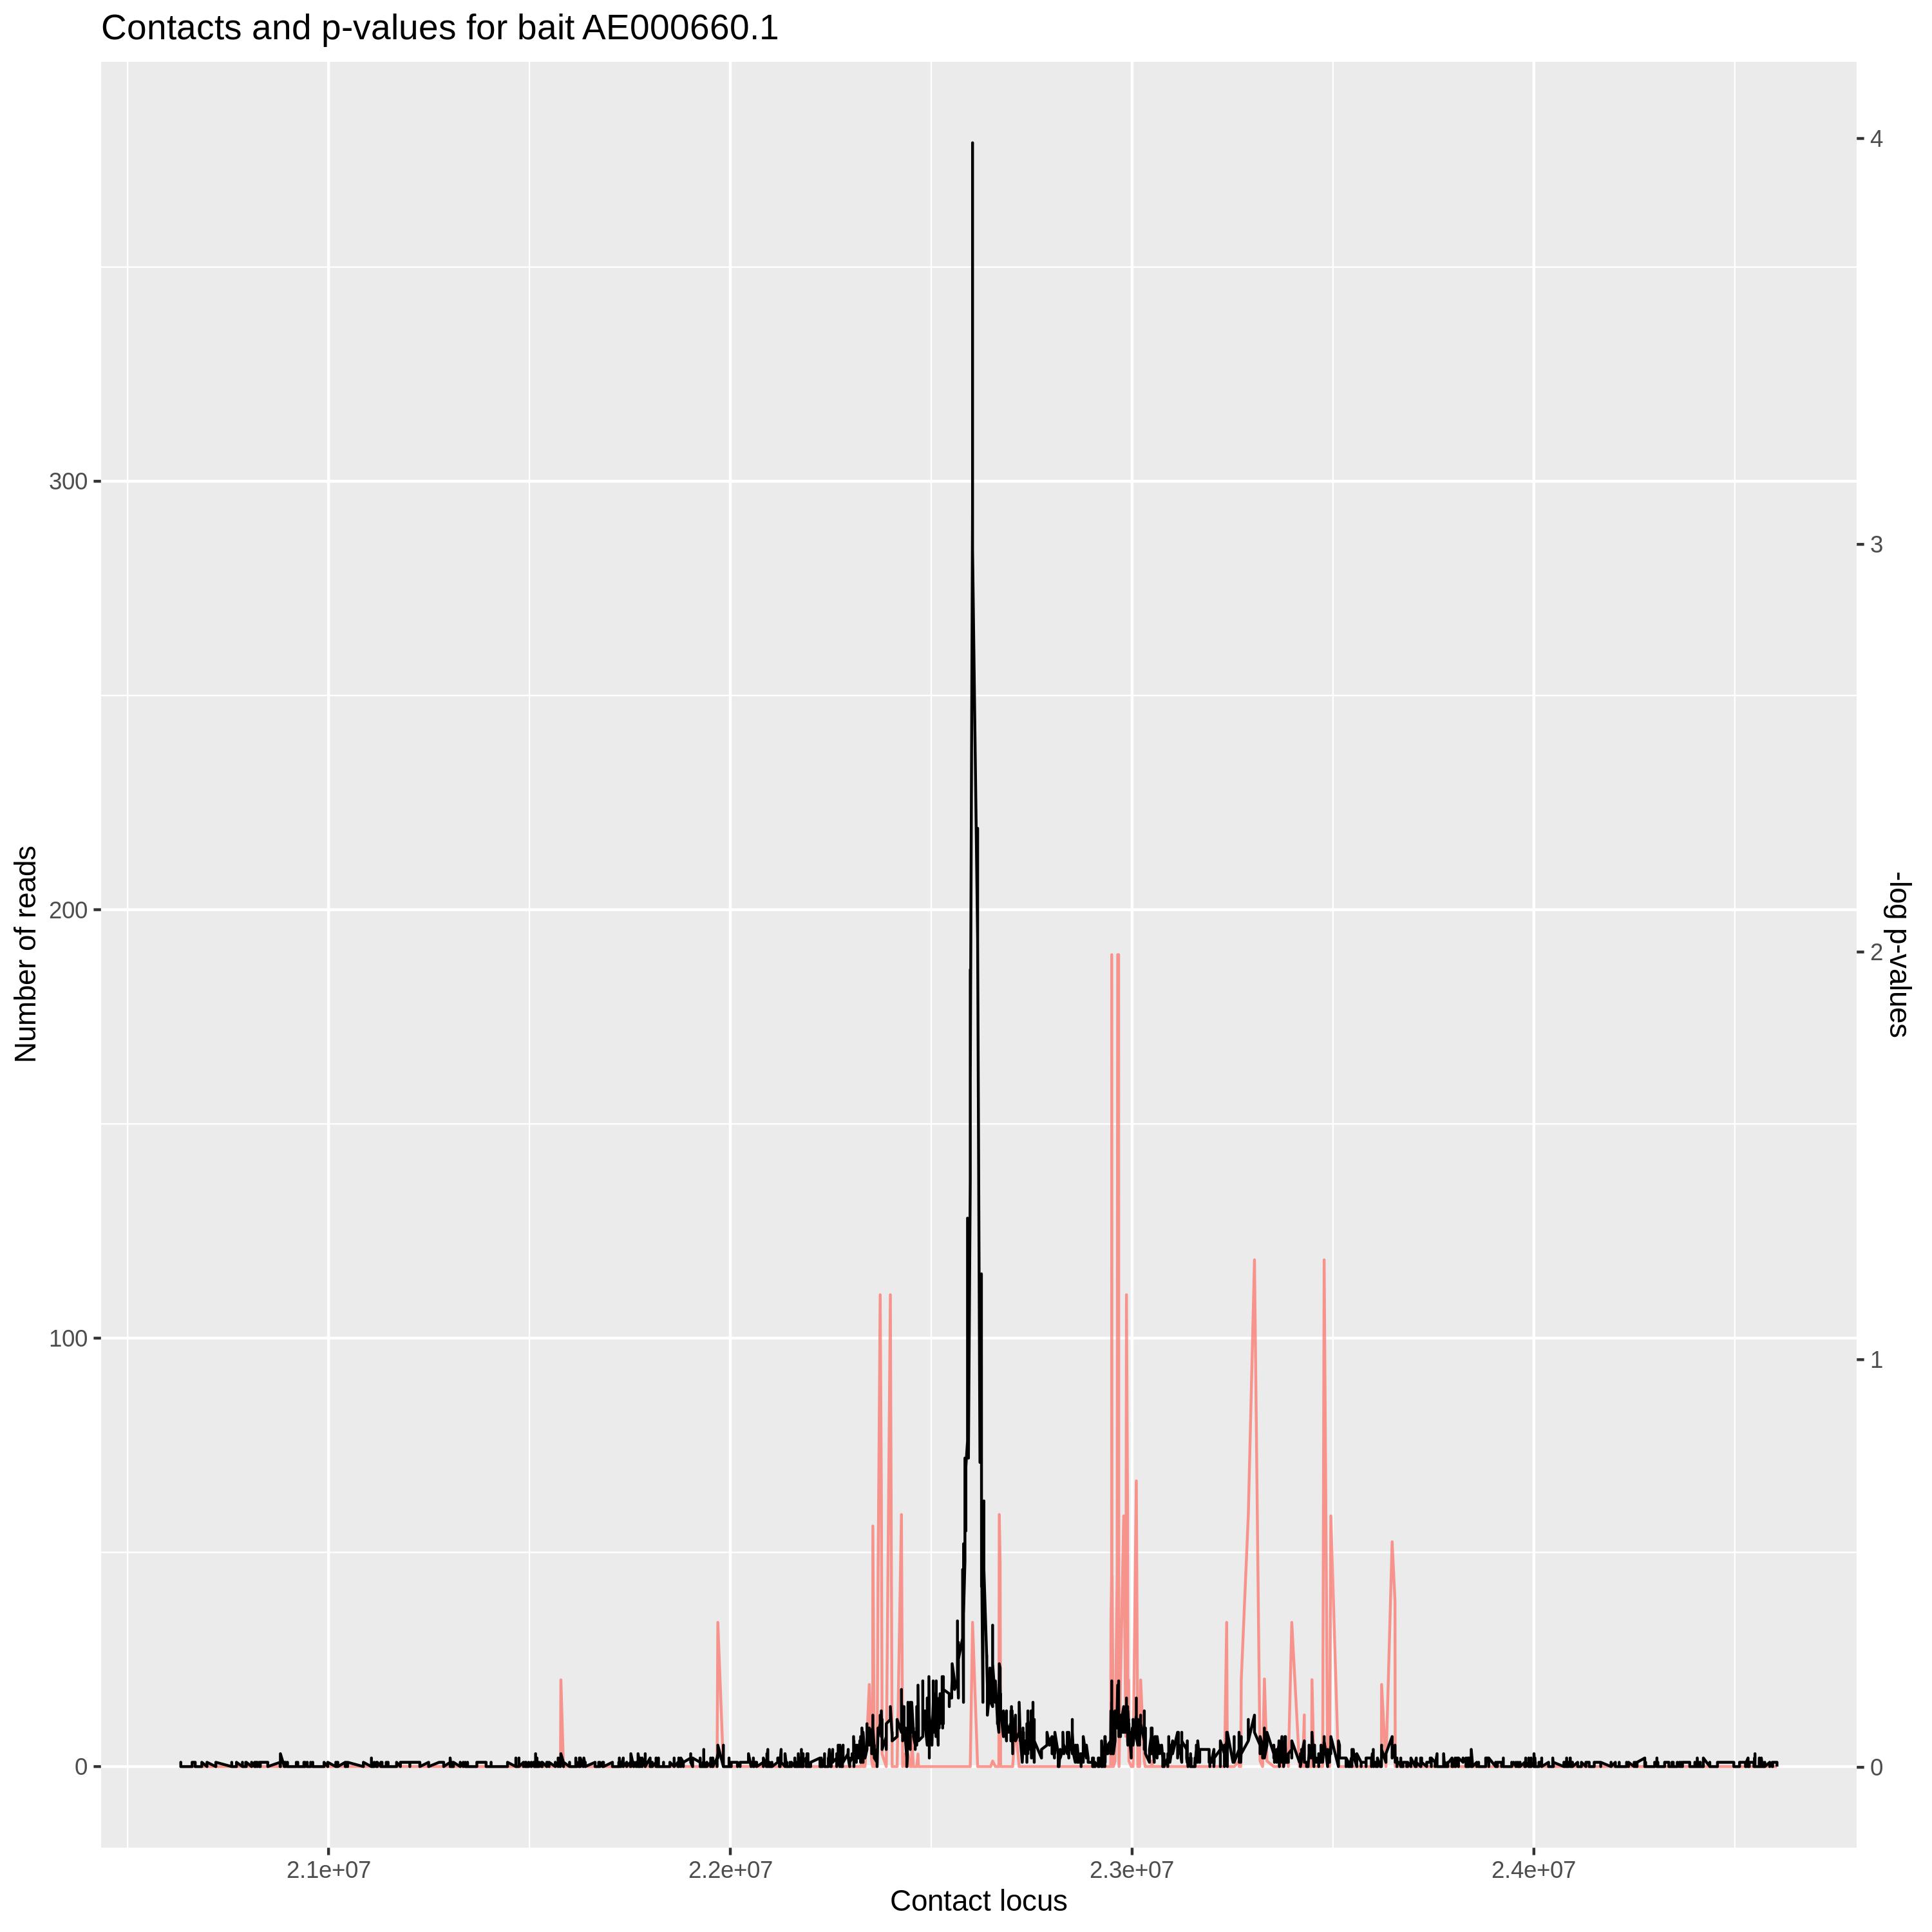 Contacts and p-values for bait AE000660.1
Number of reads
300
200
100
0
4
3
2
1
0
-log p-values
2.1e+07
2.2e+07
2.3e+07
2.4e+07
Contact locus